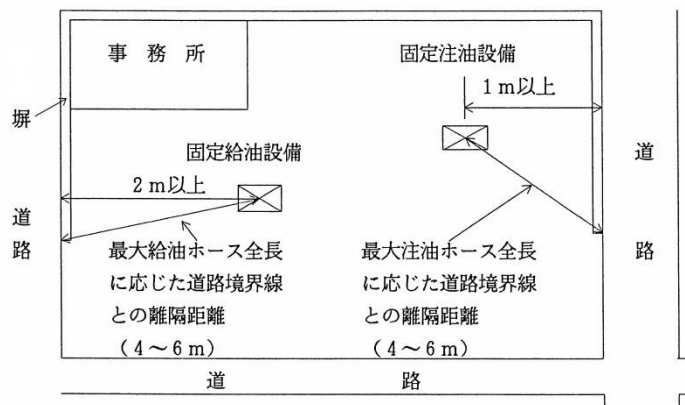 事務所
固定注油設備
1m以上
塀
固定給油設備
2m以上
道路
道路
最大給油ホース全長
に応じた道路境界線
との離隔距離
(4～6m)
最大注油ホース全長
に応じた道路境界線
との離隔距離
(4～6m)
道路